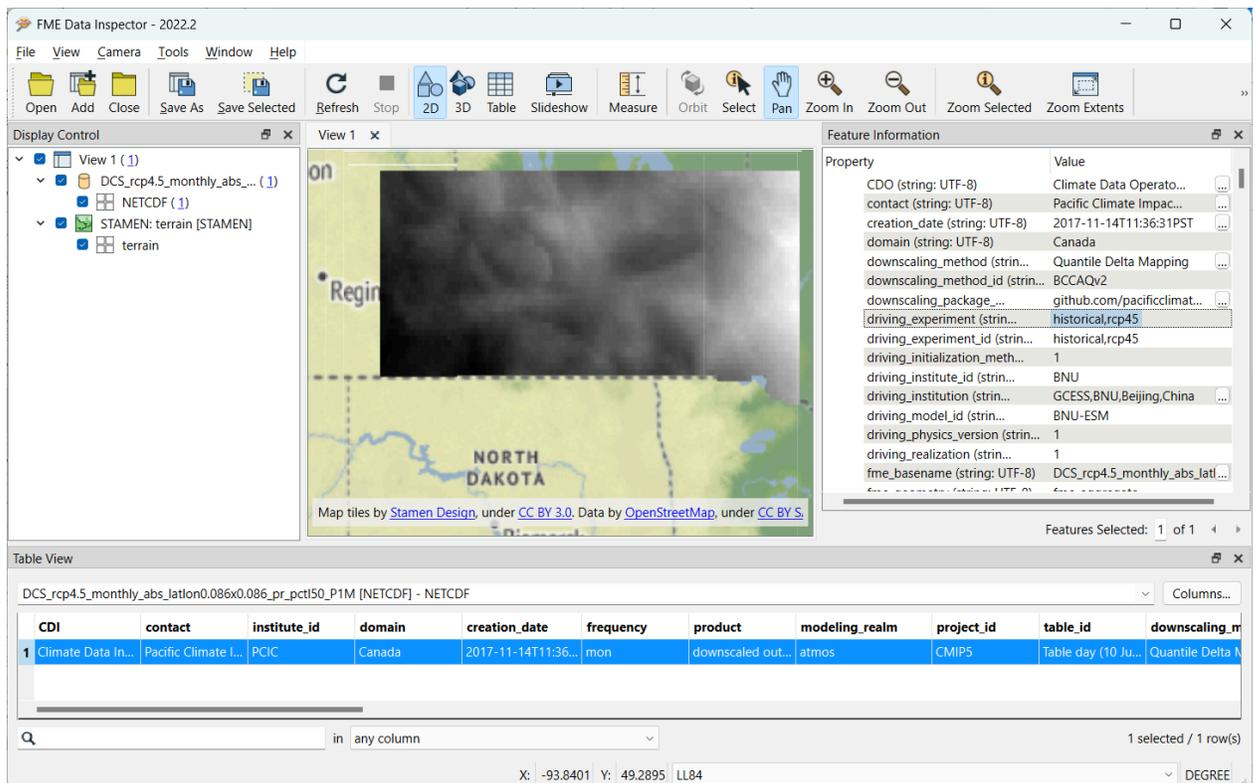 FME Data Inspector - 2022.2
File View Camera Tools Window Help
Open Add Close Save As Save Selected Refresh Stop 2D 3D Table Slideshow Measure Orbit Select Pan Zoom In Zoom Out Zoom Selected Zoom Extents »
Display Control
View 1 (1)
DCS_rcp4.5_monthly_abs_... (1)
NETCDF (1)
STAMEN: terrain [STAMEN]
terrain
View 1
on
Regin
NORTH
DAKOTA
Map tiles by Stamen Design, under CC BY 3.0. Data by OpenStreetMap, under CC BY S.
Bismarck
Feature Information
Property Value
CDO (string: UTF-8) Climate Data Operato... ...
contact (string: UTF-8) Pacific Climate Impac... ...
creation_date (string: UTF-8) 2017-11-14T11:36:31PST ...
domain (string: UTF-8) Canada
downscaling_method (strin... Quantile Delta Mapping ...
downscaling_method_id (strin... BCCAQv2
downscaling_package_... github.com/pacificclimat... ...
driving_experiment (strin... historical,rcp45
driving_experiment_id (strin... historical,rcp45
driving_initialization_meth... 1
driving_institute_id (strin... BNU
driving_institution (strin... GCESS,BNU,Beijing,China ...
driving_model_id (strin... BNU-ESM
driving_physics_version (strin... 1
driving_realization (strin... 1
fme_basename (string: UTF-8) DCS_rcp4.5_monthly_abs_latl...
fme_geometry (string: UTF-8) fme_aggregate
Features Selected: 1 of 1
Table View
DCS_rcp4.5_monthly_abs_latlon0.086x0.086_pr_pctl50_P1M [NETCDF] - NETCDF Columns...
CDI contact institute_id domain creation_date frequency product modeling_realm project_id table_id downscaling_m
1 Climate Data In... Pacific Climate I... PCIC Canada 2017-11-14T11:36... mon downscaled out... atmos CMIP5 Table day (10 Ju... Quantile Delta M
in any column 1 selected / 1 row(s)
X: -93.8401 Y: 49.2895 LL84 DEGREE